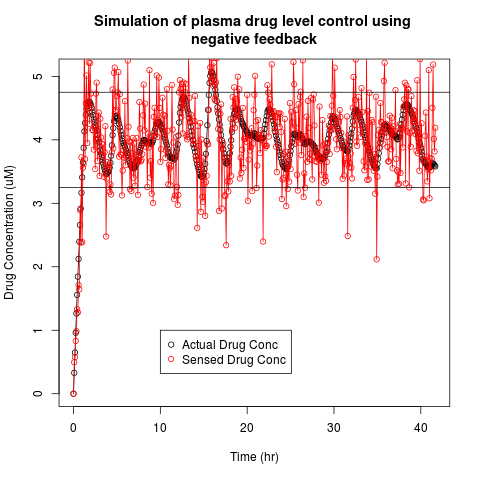 Simulation of plasma drug level control using
negative feedback
Drug Concentration (uM)
5
4
3
2
1
0
Actual Drug Conc
Sensed Drug Conc
0 10 20 30 40
Time (hr)